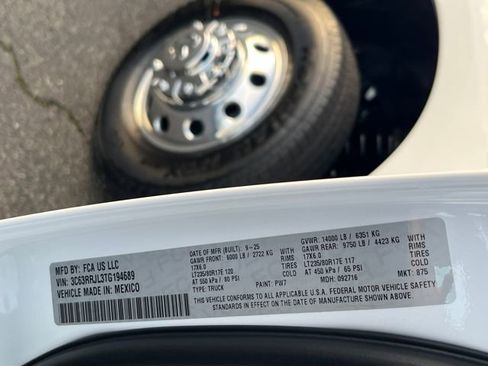 MFD BY: FCA US LLC
VIN: 3C63RRJL3TG194689
VEHICLE MADE IN: MEXICO
DATE OF MFR (BUILT): 9-25
GAWR FRONT: 6000 LB / 2722 KG
17X6.0 RIMS
LT235/80R17E 120 TIRES
AT 550 kPa / 80 PSI
TYPE: TRUCK
GVWR: 14000 LB / 6351 KG
GAWR REAR: 9750 LB / 4423 KG
17X6.0 RIMS
LT235/80R17E 117 TIRES
AT 450 kPa / 65 PSI
PAINT: PW7 MDH: 092716 MKT: 875
THIS VEHICLE CONFORMS TO ALL APPLICABLE U.S.A. FEDERAL MOTOR VEHICLE SAFETY
STANDARDS IN EFFECT ON THE DATE OF MANUFACTURE SHOWN ABOVE.